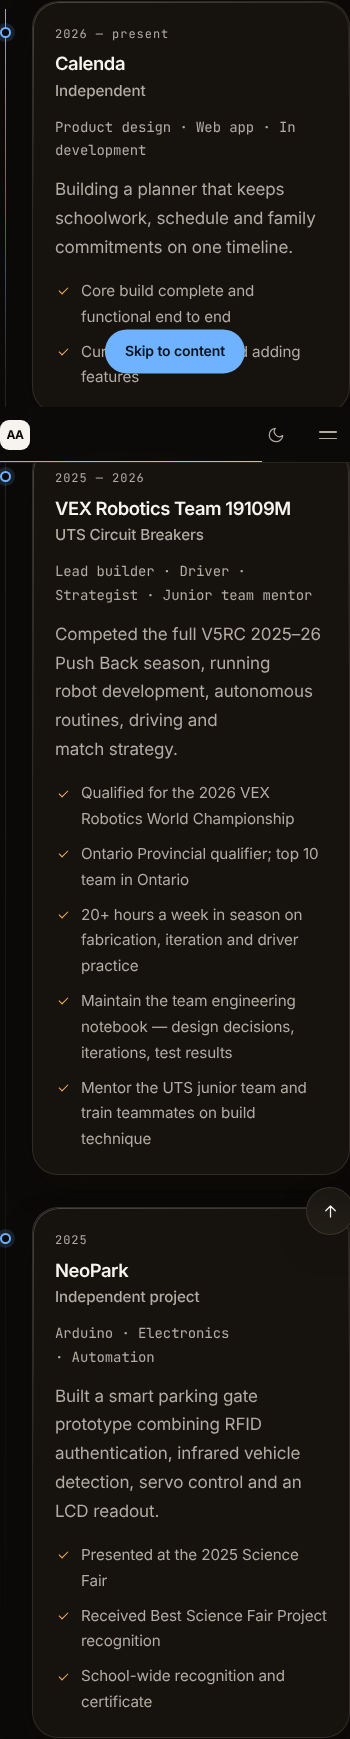 2026 — present
Calenda
Independent
Product design · Web app · In
development
Building a planner that keeps
schoolwork, schedule and family
commitments on one timeline.
Core build complete and
functional end to end
adding
Skip to content
features
AA
2025 — 2026
VEX Robotics Team 19109M
UTS Circuit Breakers
Lead builder · Driver ·
Strategist · Junior team mentor
Competed the full V5RC 2025–26
Push Back season, running
robot development, autonomous
routines, driving and
match strategy.
Qualified for the 2026 VEX
Robotics World Championship
Ontario Provincial qualifier; top 10
team in Ontario
20+ hours a week in season on
fabrication, iteration and driver
practice
Maintain the team engineering
notebook — design decisions,
iterations, test results
Mentor the UTS junior team and
train teammates on build
technique
2025
NeoPark
Independent project
Arduino · Electronics
· Automation
Built a smart parking gate
prototype combining RFID
authentication, infrared vehicle
detection, servo control and an
LCD readout.
Presented at the 2025 Science
Fair
Received Best Science Fair Project
recognition
School-wide recognition and
certificate